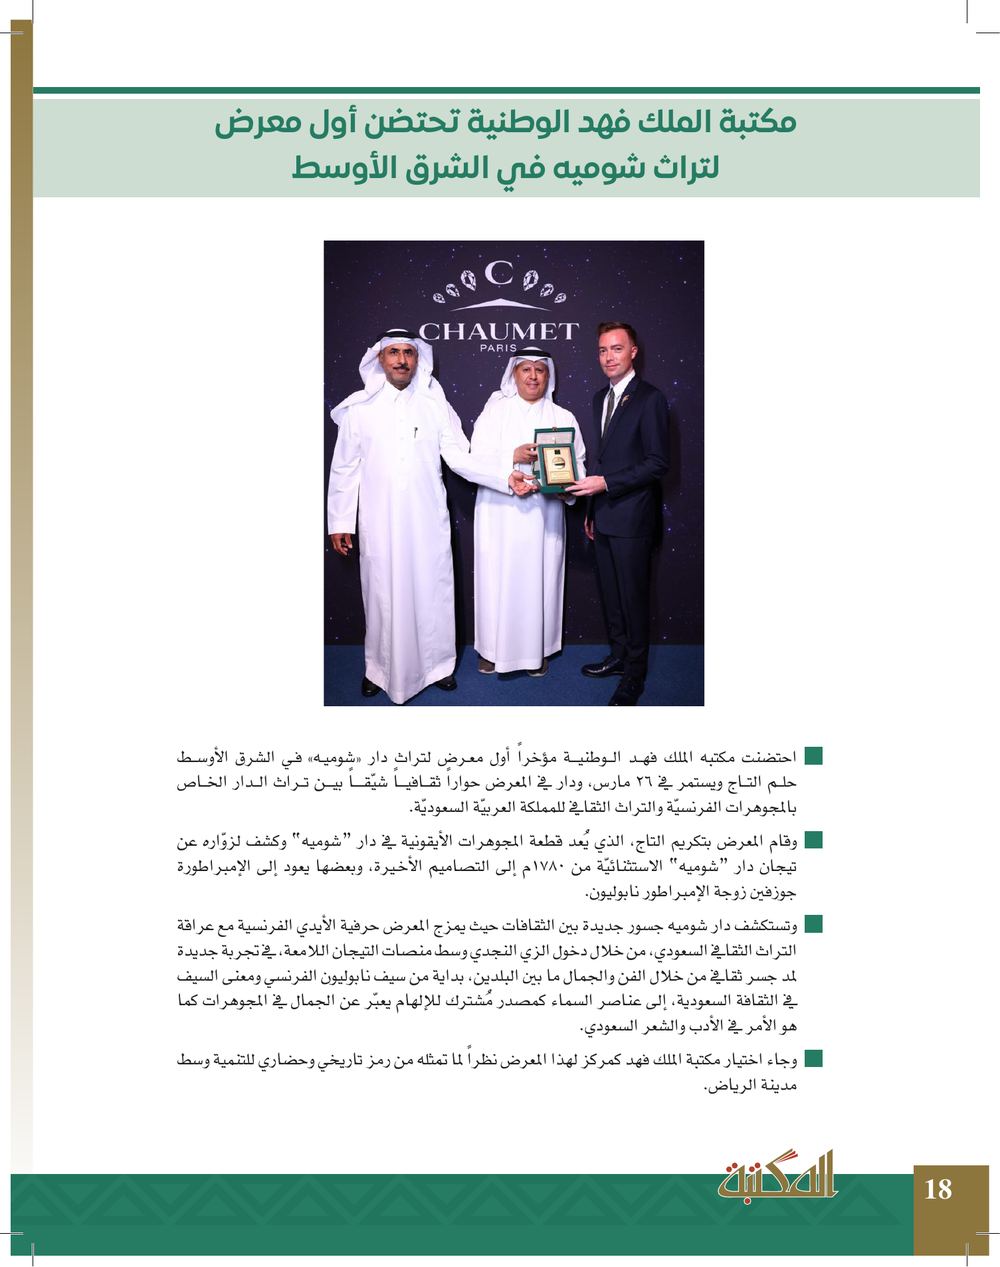 مكتبة الملك فهد الوطنية تحتضن أول معرض
لتراث شوميه في الشرق الأوسط
C
CHAUMET
PARIS
احتضنت مكتبه الملك فهد الوطنية مؤخراً أول معرض لتراث دار «شوميه» في الشرق الأوسط
حلم التاج ويستمر في ٢٦ مارس، ودار في المعرض حواراً ثقافياً شيّقاً بين تراث الدار الخاص
بالمجوهرات الفرنسيّة والتراث الثقافي للمملكة العربيّة السعوديّة.
وقام المعرض بتكريم التاج، الذي يُعد قطعة المجوهرات الأيقونية في دار ”شوميه“ وكشف لزوّاره عن
تيجان دار ”شوميه“ الاستثنائيّة من ١٧٨٠م إلى التصاميم الأخيرة، وبعضها يعود إلى الإمبراطورة
جوزفين زوجة الإمبراطور نابوليون.
وتستكشف دار شوميه جسور جديدة بين الثقافات حيث يمزج المعرض حرفية الأيدي الفرنسية مع عراقة
التراث الثقافي السعودي، من خلال دخول الزي النجدي وسط منصات التيجان اللامعة، في تجربة جديدة
لمد جسر ثقافي من خلال الفن والجمال ما بين البلدين، بداية من سيف نابوليون الفرنسي ومعنى السيف
في الثقافة السعودية، إلى عناصر السماء كمصدر مُشترك للإلهام يعبّر عن الجمال في المجوهرات كما
هو الأمر في الأدب والشعر السعودي.
وجاء اختيار مكتبة الملك فهد كمركز لهذا المعرض نظراً لما تمثله من رمز تاريخي وحضاري للتنمية وسط
مدينة الرياض.
المكتبة
18